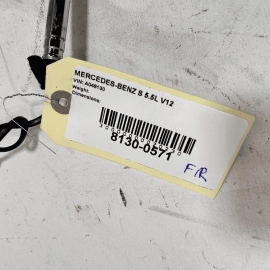 MERCEDES-BENZ S 5.5L V12
VIN: A048130
Weight:
Dimensions:
8130-0571
F/R